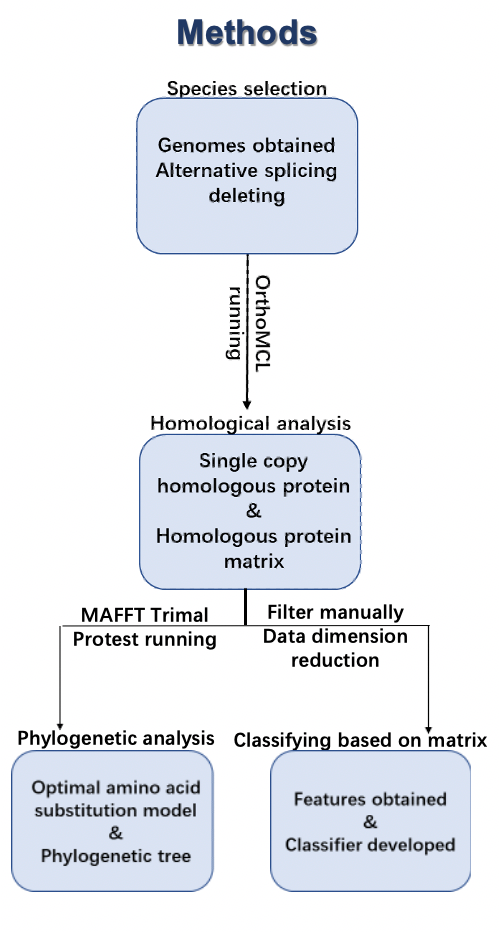 Methods
Species selection
Genomes obtained
Alternative splicing
deleting
OrthoMCL
running
Homological analysis
Single copy
homologous protein
&
Homologous protein
matrix
MAFFT Trimal
Protest running
Filter manually
Data dimension
reduction
Phylogenetic analysis
Optimal amino acid
substitution model
&
Phylogenetic tree
Classifying based on matrix
Features obtained
&
Classifier developed